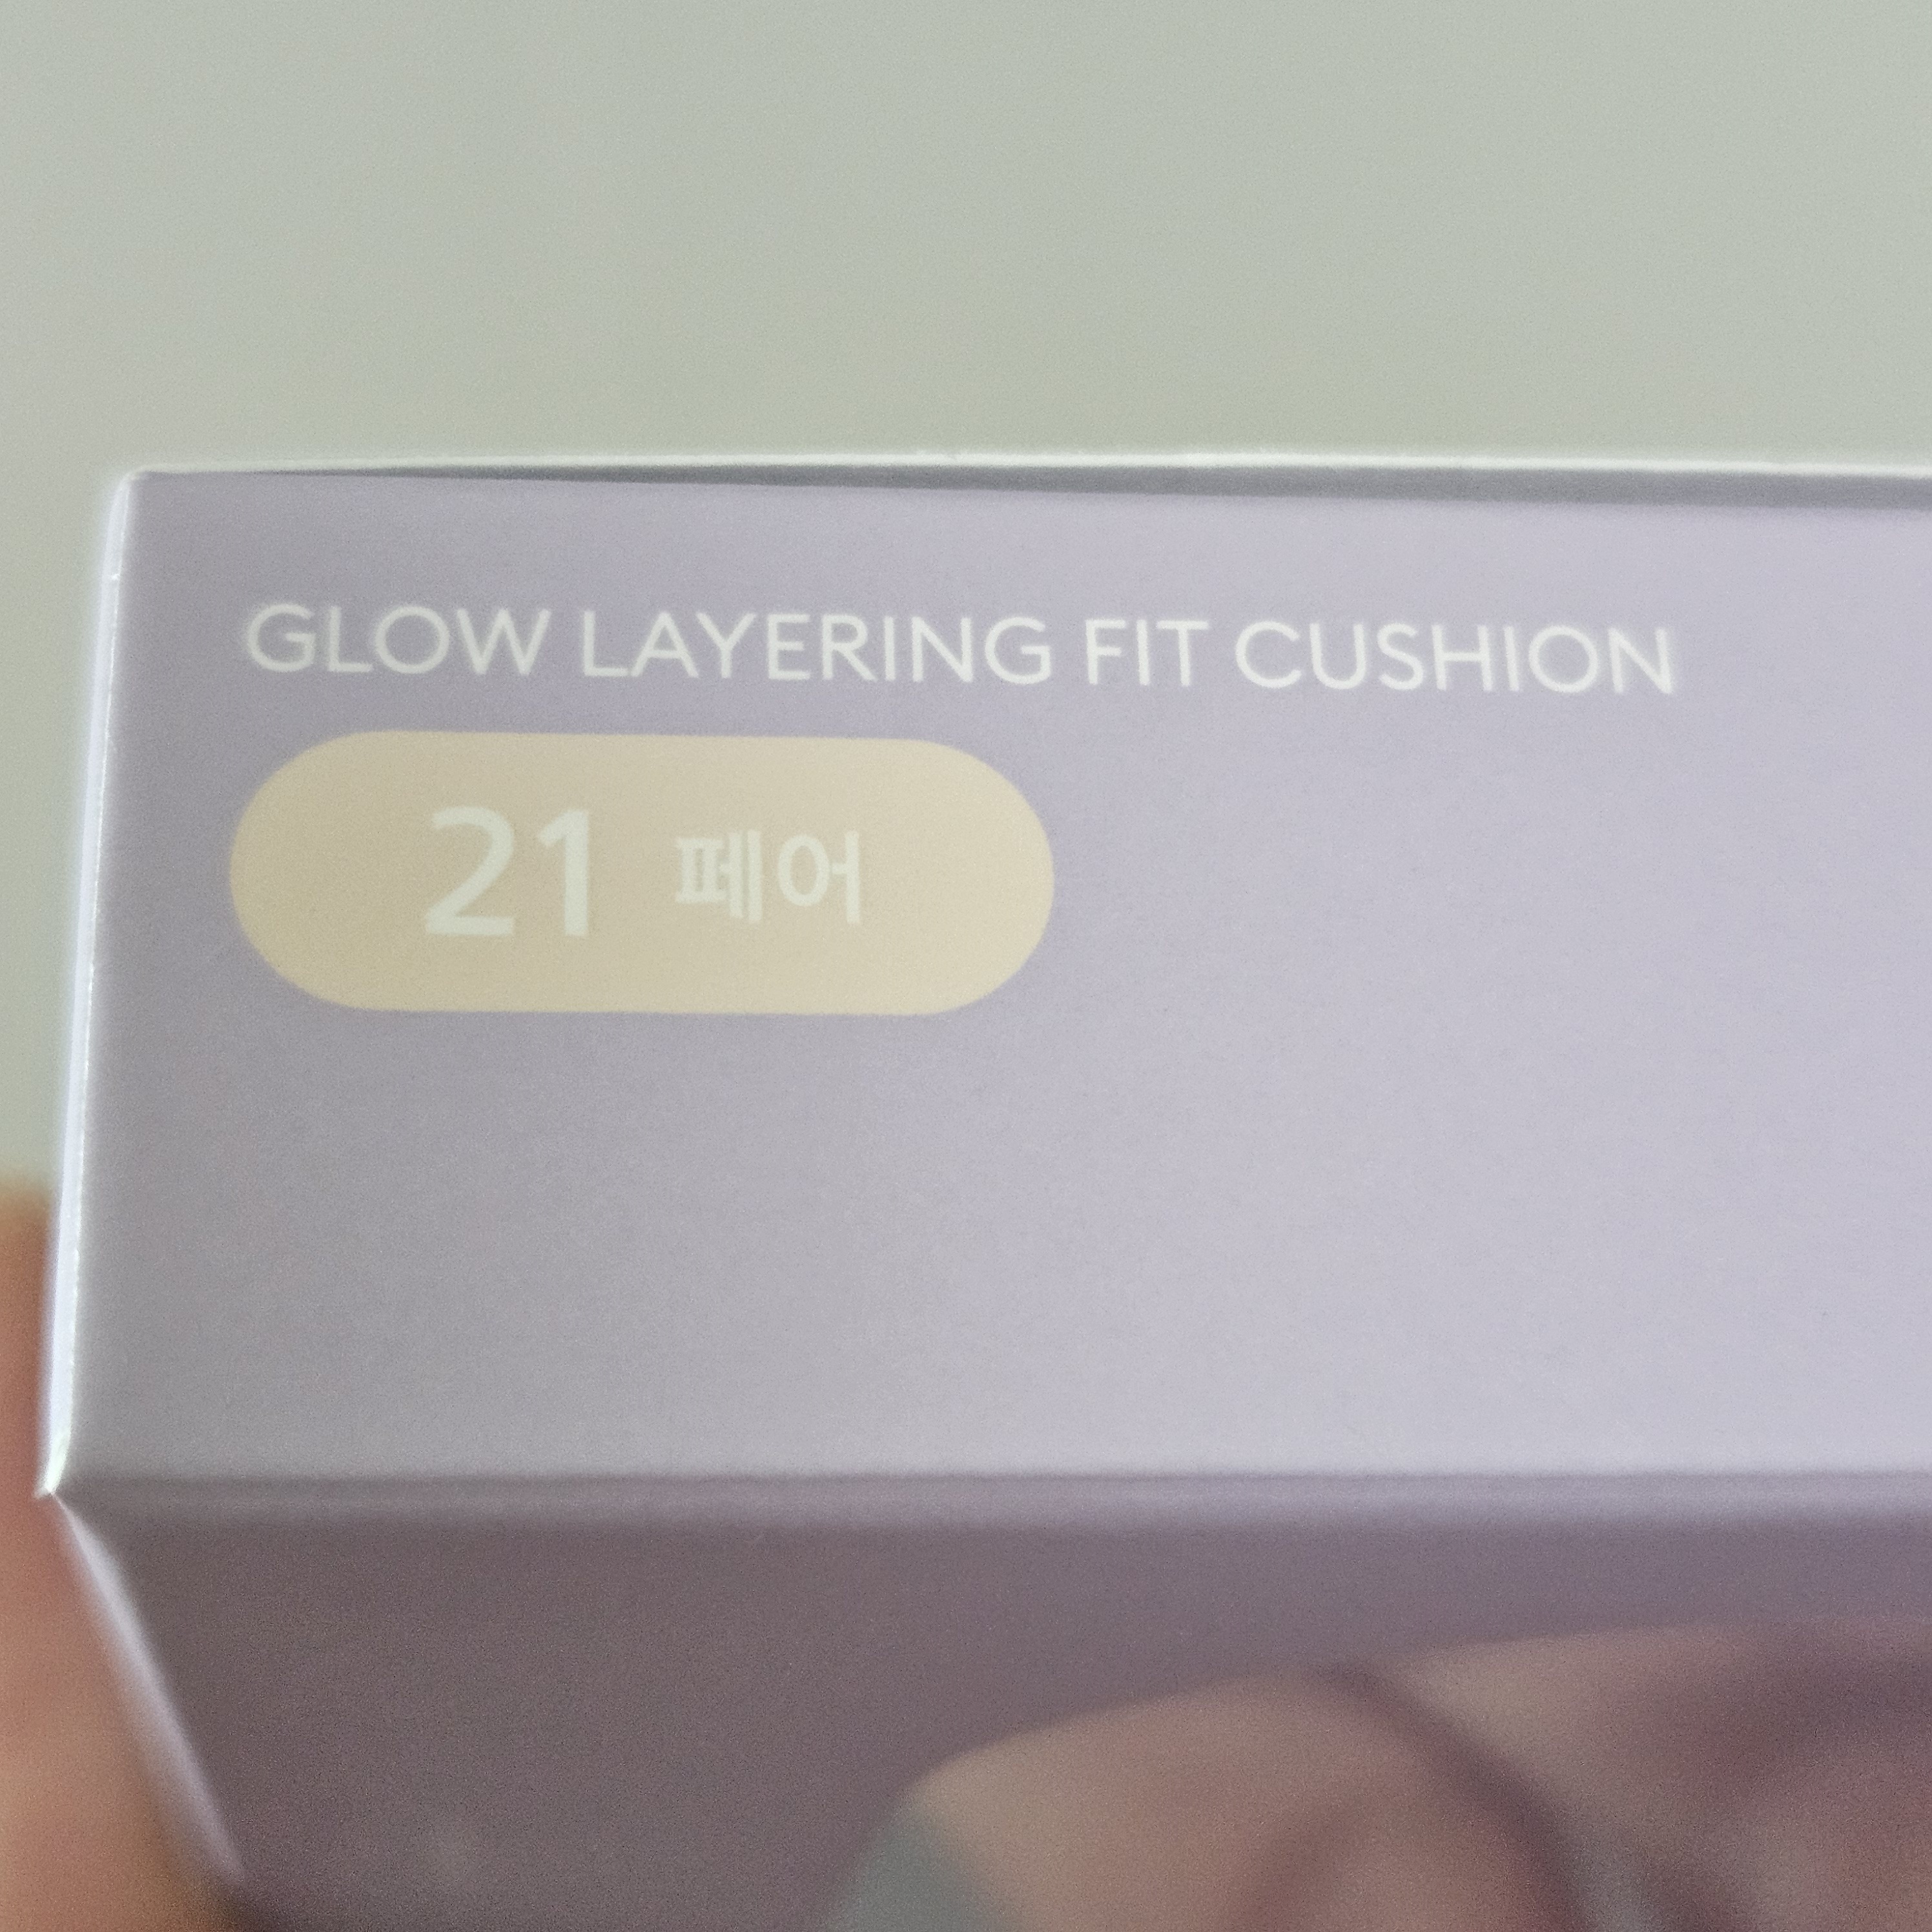 GLOW LAYERING FIT CUSHION
21 페어